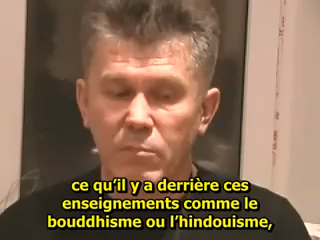 ce qu'il y a derrière ces
enseignements comme le
bouddhisme ou l'hindouisme,